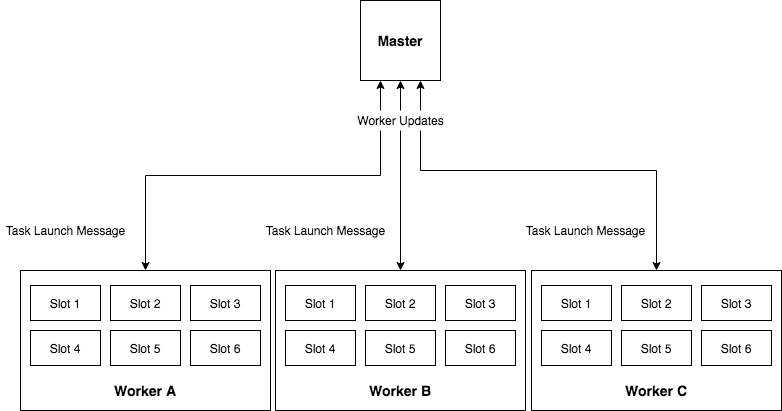 Master
Worker Updates
Task Launch Message
Task Launch Message
Task Launch Message
Slot 1
Slot 2
Slot 3
Slot 4
Slot 5
Slot 6
Worker A
Slot 1
Slot 2
Slot 3
Slot 4
Slot 5
Slot 6
Worker B
Slot 1
Slot 2
Slot 3
Slot 4
Slot 5
Slot 6
Worker C